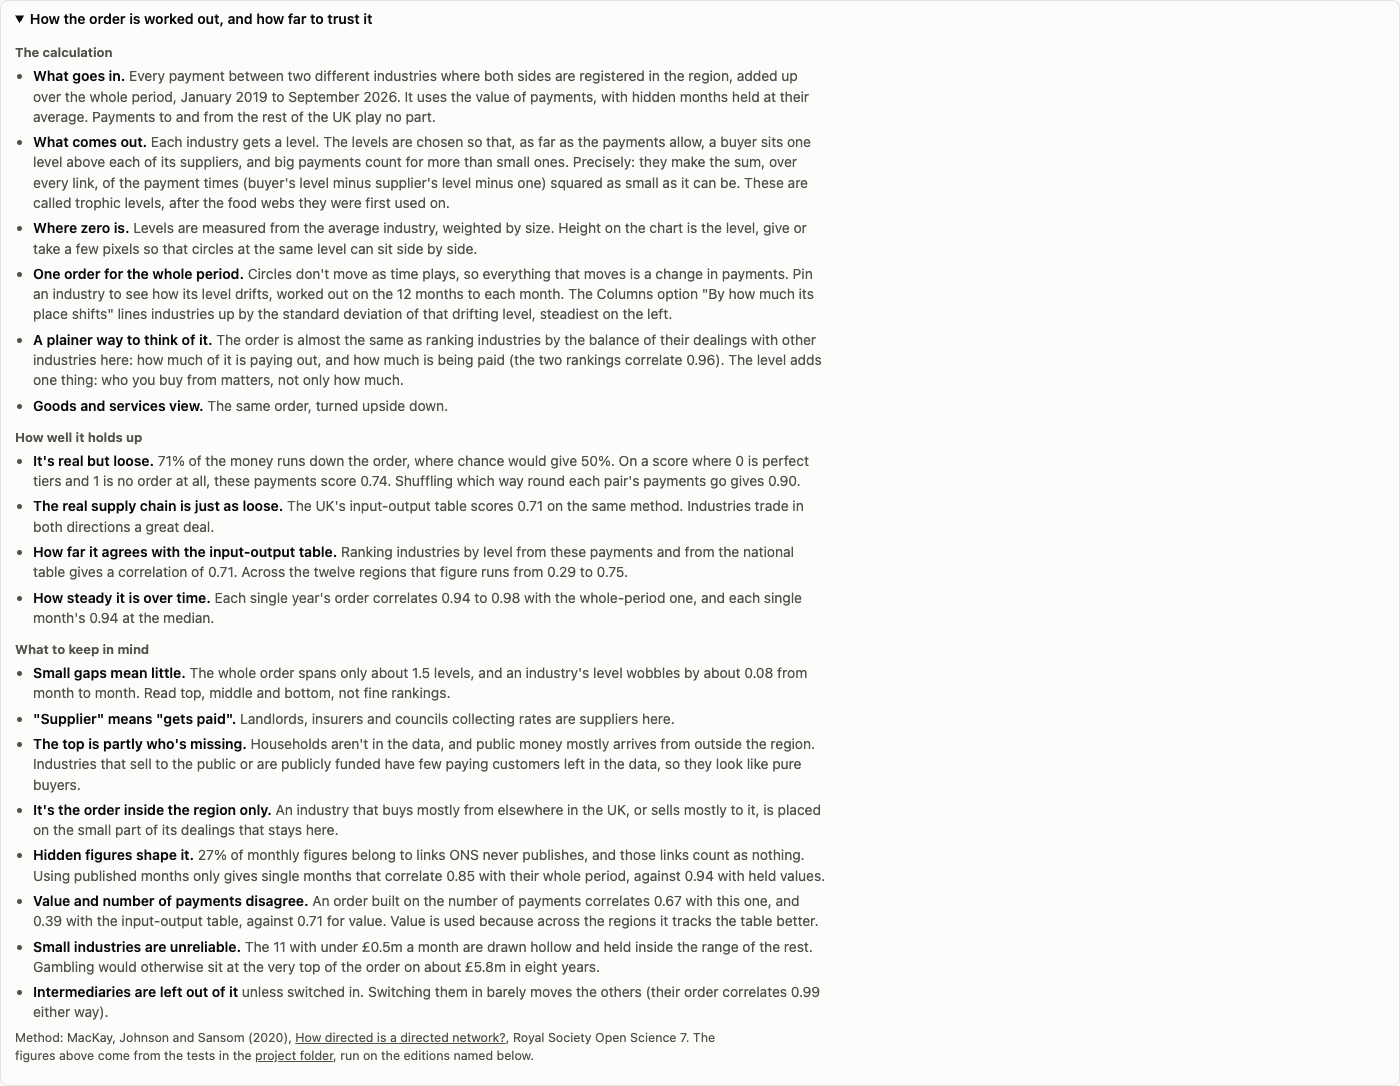 ▼ How the order is worked out, and how far to trust it
The calculation
• What goes in. Every payment between two different industries where both sides are registered in the region, added up
over the whole period, January 2019 to September 2026. It uses the value of payments, with hidden months held at their
average. Payments to and from the rest of the UK play no part.
• What comes out. Each industry gets a level. The levels are chosen so that, as far as the payments allow, a buyer sits one
level above each of its suppliers, and big payments count for more than small ones. Precisely: they make the sum, over
every link, of the payment times (buyer's level minus supplier's level minus one) squared as small as it can be. These are
called trophic levels, after the food webs they were first used on.
• Where zero is. Levels are measured from the average industry, weighted by size. Height on the chart is the level, give or
take a few pixels so that circles at the same level can sit side by side.
• One order for the whole period. Circles don't move as time plays, so everything that moves is a change in payments. Pin
an industry to see how its level drifts, worked out on the 12 months to each month. The Columns option "By how much its
place shifts" lines industries up by the standard deviation of that drifting level, steadiest on the left.
• A plainer way to think of it. The order is almost the same as ranking industries by the balance of their dealings with other
industries here: how much of it is paying out, and how much is being paid (the two rankings correlate 0.96). The level adds
one thing: who you buy from matters, not only how much.
• Goods and services view. The same order, turned upside down.
How well it holds up
• It's real but loose. 71% of the money runs down the order, where chance would give 50%. On a score where 0 is perfect
tiers and 1 is no order at all, these payments score 0.74. Shuffling which way round each pair's payments go gives 0.90.
• The real supply chain is just as loose. The UK's input-output table scores 0.71 on the same method. Industries trade in
both directions a great deal.
• How far it agrees with the input-output table. Ranking industries by level from these payments and from the national
table gives a correlation of 0.71. Across the twelve regions that figure runs from 0.29 to 0.75.
• How steady it is over time. Each single year's order correlates 0.94 to 0.98 with the whole-period one, and each single
month's 0.94 at the median.
What to keep in mind
• Small gaps mean little. The whole order spans only about 1.5 levels, and an industry's level wobbles by about 0.08 from
month to month. Read top, middle and bottom, not fine rankings.
• "Supplier" means "gets paid". Landlords, insurers and councils collecting rates are suppliers here.
• The top is partly who's missing. Households aren't in the data, and public money mostly arrives from outside the region.
Industries that sell to the public or are publicly funded have few paying customers left in the data, so they look like pure
buyers.
• It's the order inside the region only. An industry that buys mostly from elsewhere in the UK, or sells mostly to it, is placed
on the small part of its dealings that stays here.
• Hidden figures shape it. 27% of monthly figures belong to links ONS never publishes, and those links count as nothing.
Using published months only gives single months that correlate 0.85 with their whole period, against 0.94 with held values.
• Value and number of payments disagree. An order built on the number of payments correlates 0.67 with this one, and
0.39 with the input-output table, against 0.71 for value. Value is used because across the regions it tracks the table better.
• Small industries are unreliable. The 11 with under £0.5m a month are drawn hollow and held inside the range of the rest.
Gambling would otherwise sit at the very top of the order on about £5.8m in eight years.
• Intermediaries are left out of it unless switched in. Switching them in barely moves the others (their order correlates 0.99
either way).
Method: MacKay, Johnson and Sansom (2020), How directed is a directed network?, Royal Society Open Science 7. The
figures above come from the tests in the project folder, run on the editions named below.